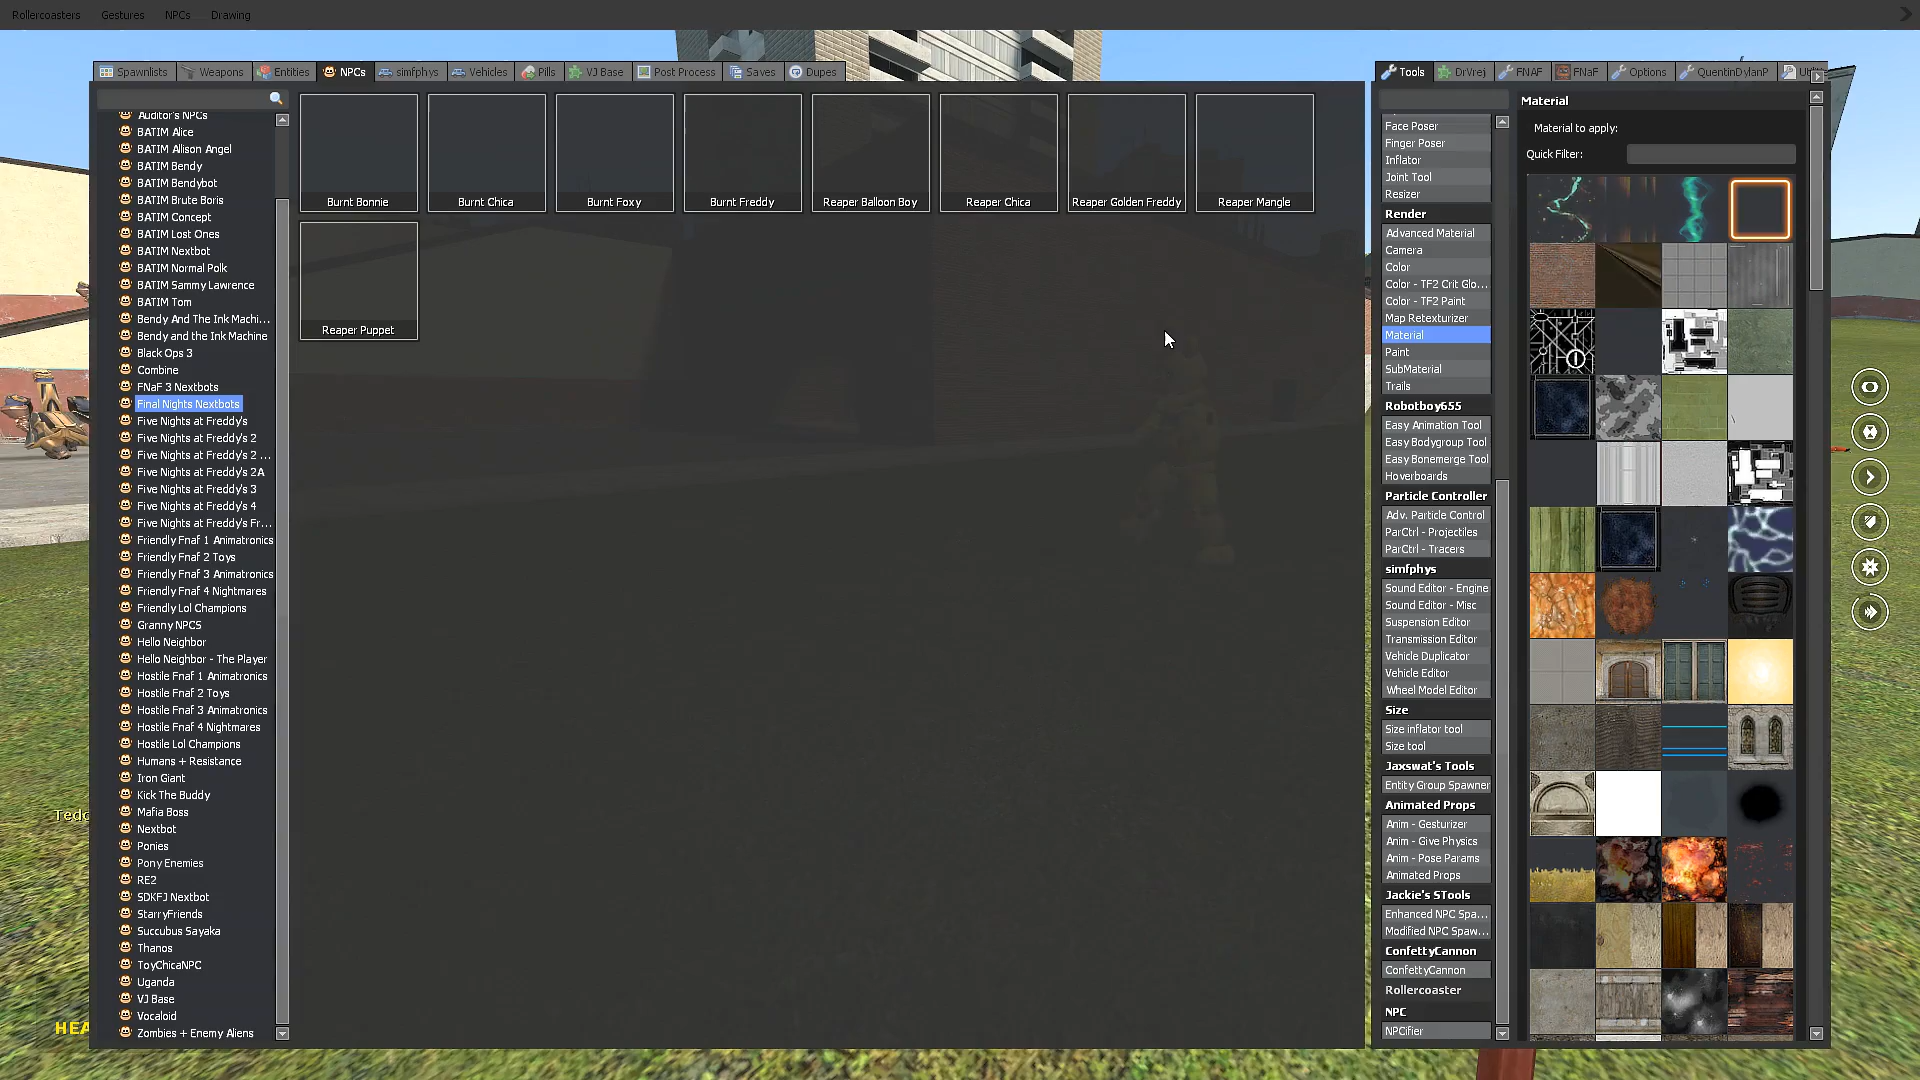 Rollercoasters Gestures NPCs Drawing
Spawnlists Weapons Entities NPCs simfphys Vehicles Pills VJ Base Post Process Saves Dupes
Auditor's NPCs
BATIM Alice
BATIM Allison Angel
BATIM Bendy
BATIM Bendybot
BATIM Brute Boris
BATIM Concept
BATIM Lost Ones
BATIM Nextbot
BATIM Normal Polk
BATIM Sammy Lawrence
BATIM Tom
Bendy And The Ink Machi...
Bendy and the Ink Machine
Black Ops 3
Combine
FNaF 3 Nextbots
Final Nights Nextbots
Five Nights at Freddy's
Five Nights at Freddy's 2
Five Nights at Freddy's 2 ...
Five Nights at Freddy's 2A
Five Nights at Freddy's 3
Five Nights at Freddy's 4
Five Nights at Freddy's Fr...
Friendly Fnaf 1 Animatronics
Friendly Fnaf 2 Toys
Friendly Fnaf 3 Animatronics
Friendly Fnaf 4 Nightmares
Friendly Lol Champions
Granny NPCS
Hello Neighbor
Hello Neighbor - The Player
Hostile Fnaf 1 Animatronics
Hostile Fnaf 2 Toys
Hostile Fnaf 3 Animatronics
Hostile Fnaf 4 Nightmares
Hostile Lol Champions
Humans + Resistance
Iron Giant
Kick The Buddy
Mafia Boss
Nextbot
Ponies
Pony Enemies
RE2
SDKFJ Nextbot
StarryFriends
Succubus Sayaka
Thanos
ToyChicaNPC
Uganda
VJ Base
Vocaloid
Zombies + Enemy Aliens
Burnt Bonnie Burnt Chica Burnt Foxy Burnt Freddy Reaper Balloon Boy Reaper Chica Reaper Golden Freddy Reaper Mangle
Reaper Puppet
Tools DrVrej FNAF FNaF Options QuentinDylanP
Face Poser
Finger Poser
Inflator
Joint Tool
Resizer
Render
Advanced Material
Camera
Color
Color - TF2 Crit Glo...
Color - TF2 Paint
Map Retexturizer
Material
Paint
SubMaterial
Trails
Robotboy655
Easy Animation Tool
Easy Bodygroup Tool
Easy Bonemerge Tool
Hoverboards
Particle Controller
Adv. Particle Control
ParCtrl - Projectiles
ParCtrl - Tracers
simfphys
Sound Editor - Engine
Sound Editor - Misc
Suspension Editor
Transmission Editor
Vehicle Duplicator
Vehicle Editor
Wheel Model Editor
Size
Size inflator tool
Size tool
Jaxswat's Tools
Entity Group Spawner
Animated Props
Anim - Gesturizer
Anim - Give Physics
Anim - Pose Params
Animated Props
Jackie's STools
Enhanced NPC Spa...
Modified NPC Spaw...
ConfettyCannon
ConfettyCannon
Rollercoaster
NPC
NPCifier
Material
Material to apply:
Quick Filter: